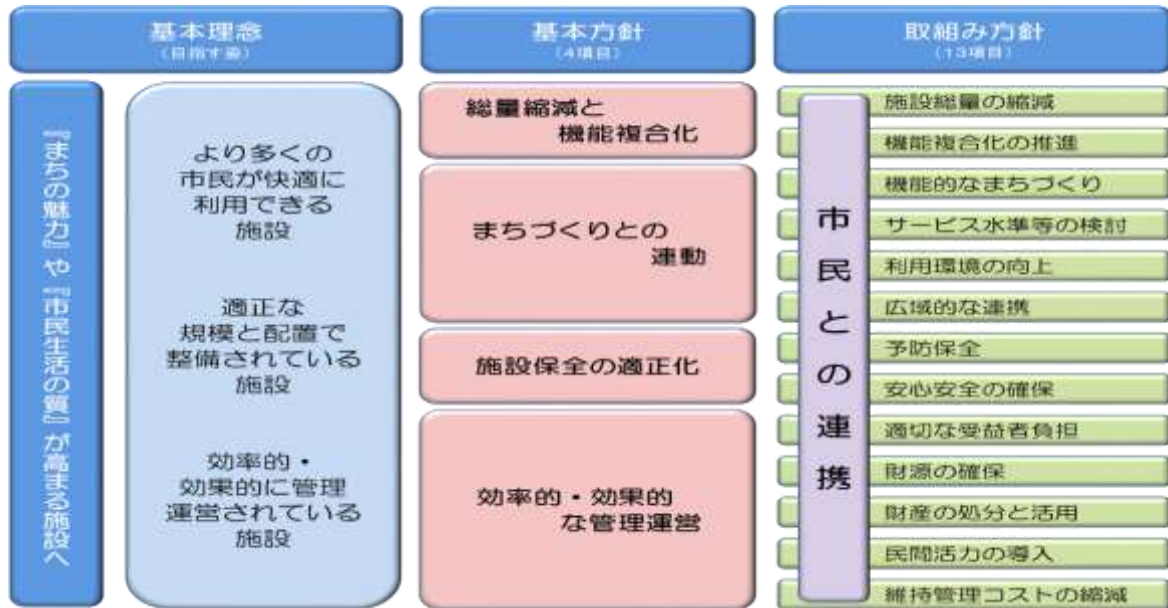 基本理念
(目指す姿)
基本方針
(4項目)
取組み方針
(13項目)
『まちの魅力』や『市民生活の質』が高まる施設へ
より多くの
市民が快適に
利用できる
施設
適正な
規模と配置で
整備されている
施設
効率的・
効果的に管理
運営されている
施設
総量縮減と
機能複合化
まちづくりとの
連動
施設保全の適正化
効率的・効果的
な管理運営
市民との連携
施設総量の縮減
機能複合化の推進
機能的なまちづくり
サービス水準等の検討
利用環境の向上
広域的な連携
予防保全
安心安全の確保
適切な受益者負担
財源の確保
財産の処分と活用
民間活力の導入
維持管理コストの縮減